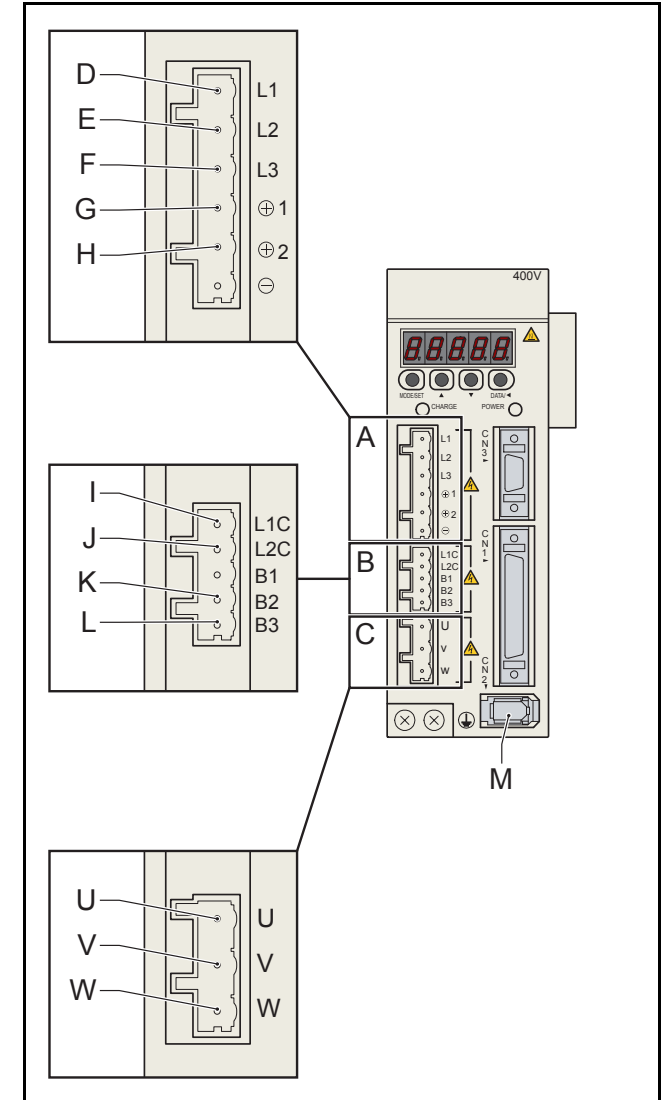 D L1
E L2
F L3
G ⊕1
H ⊕2
⊖
400V
88888
MODE/SET ▲ ▼ DATA/◄
CHARGE POWER
A
L1
L2
L3
⊕1
⊕2
⊖
CN3
B
L1C
L2C
B1
B2
B3
CN1
C
U
V
W
CN2
M
I L1C
J L2C
B1
K B2
L B3
U U
V V
W W